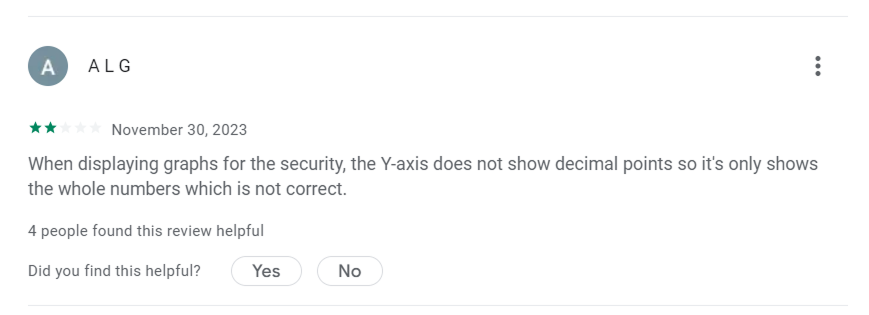 A
A L G
November 30, 2023
When displaying graphs for the security, the Y-axis does not show decimal points so it's only shows
the whole numbers which is not correct.
4 people found this review helpful
Did you find this helpful? Yes No